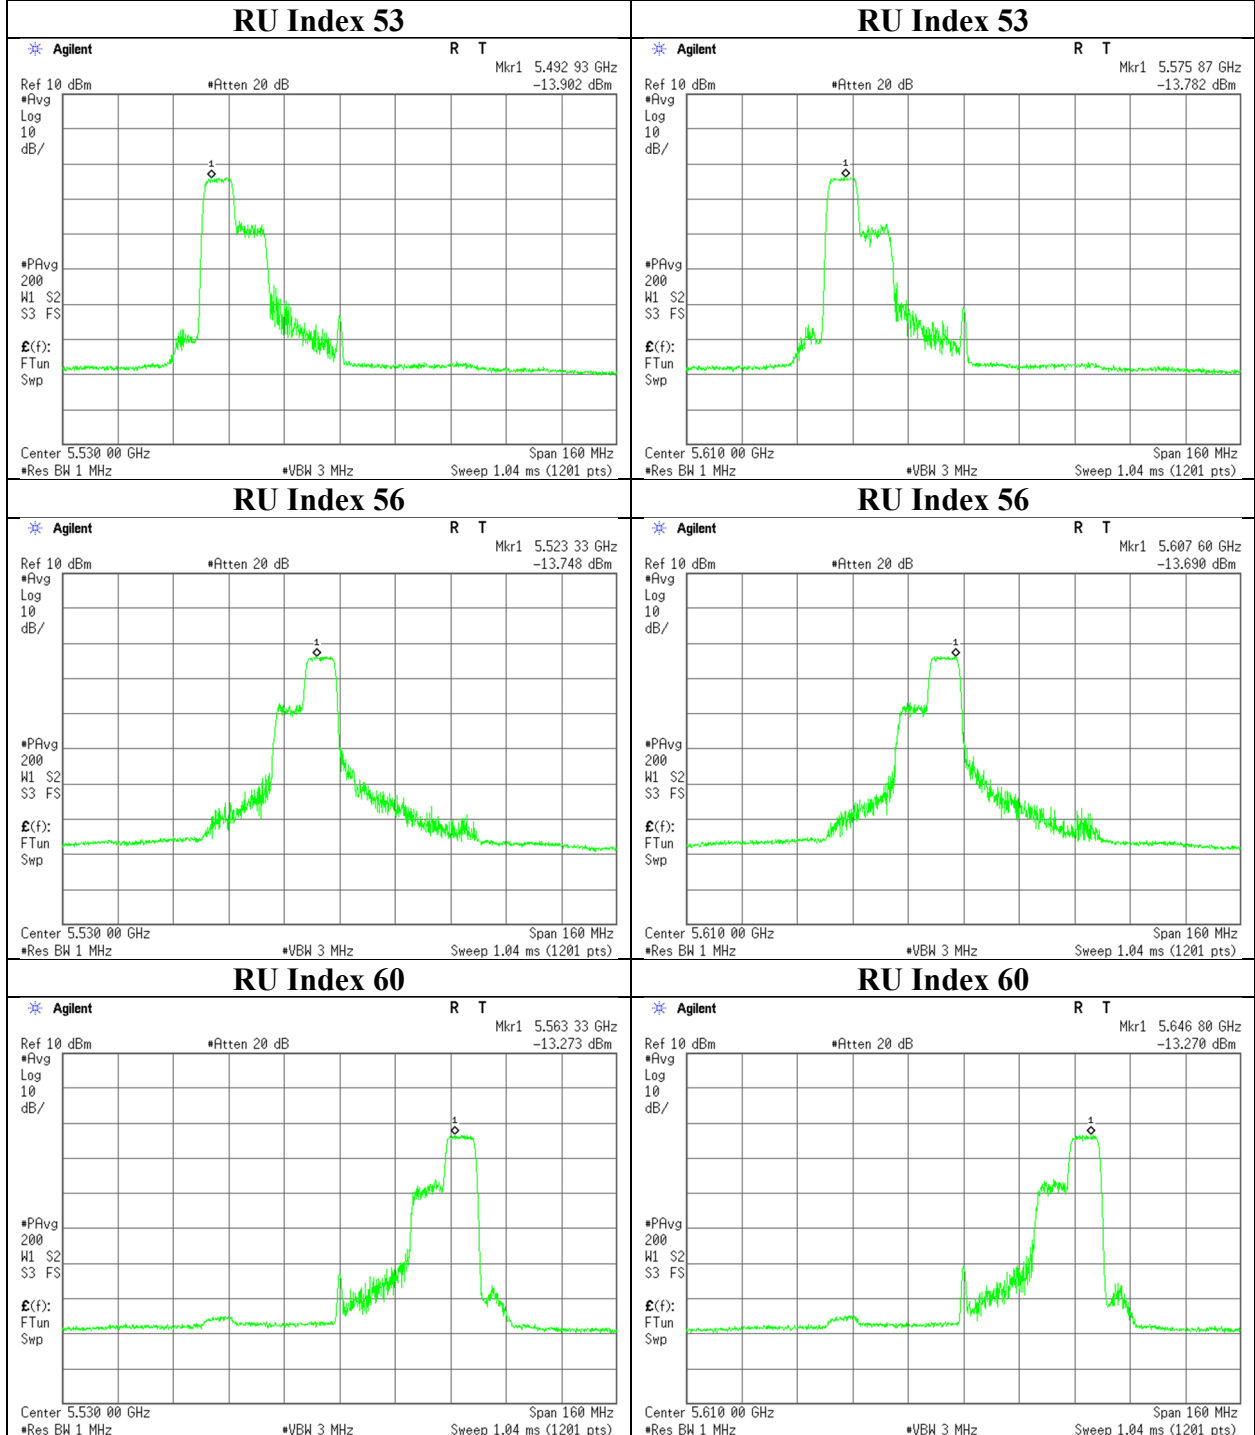 RU Index 53
Agilent R T
Mkr1 5.492 93 GHz
Ref 10 dBm #Atten 20 dB -13.902 dBm
#Avg
Log
10
dB/
1
#PAvg
200
W1 S2
S3 FS
£(f):
FTun
Swp
Center 5.530 00 GHz Span 160 MHz
#Res BW 1 MHz #VBW 3 MHz Sweep 1.04 ms (1201 pts)
RU Index 53
Agilent R T
Mkr1 5.575 87 GHz
Ref 10 dBm #Atten 20 dB -13.782 dBm
#Avg
Log
10
dB/
1
#PAvg
200
W1 S2
S3 FS
£(f):
FTun
Swp
Center 5.610 00 GHz Span 160 MHz
#Res BW 1 MHz #VBW 3 MHz Sweep 1.04 ms (1201 pts)
RU Index 56
Agilent R T
Mkr1 5.523 33 GHz
Ref 10 dBm #Atten 20 dB -13.748 dBm
#Avg
Log
10
dB/
1
#PAvg
200
W1 S2
S3 FS
£(f):
FTun
Swp
Center 5.530 00 GHz Span 160 MHz
#Res BW 1 MHz #VBW 3 MHz Sweep 1.04 ms (1201 pts)
RU Index 56
Agilent R T
Mkr1 5.607 60 GHz
Ref 10 dBm #Atten 20 dB -13.690 dBm
#Avg
Log
10
dB/
1
#PAvg
200
W1 S2
S3 FS
£(f):
FTun
Swp
Center 5.610 00 GHz Span 160 MHz
#Res BW 1 MHz #VBW 3 MHz Sweep 1.04 ms (1201 pts)
RU Index 60
Agilent R T
Mkr1 5.563 33 GHz
Ref 10 dBm #Atten 20 dB -13.273 dBm
#Avg
Log
10
dB/
1
#PAvg
200
W1 S2
S3 FS
£(f):
FTun
Swp
Center 5.530 00 GHz Span 160 MHz
#Res BW 1 MHz #VBW 3 MHz Sweep 1.04 ms (1201 pts)
RU Index 60
Agilent R T
Mkr1 5.646 80 GHz
Ref 10 dBm #Atten 20 dB -13.270 dBm
#Avg
Log
10
dB/
1
#PAvg
200
W1 S2
S3 FS
£(f):
FTun
Swp
Center 5.610 00 GHz Span 160 MHz
#Res BW 1 MHz #VBW 3 MHz Sweep 1.04 ms (1201 pts)